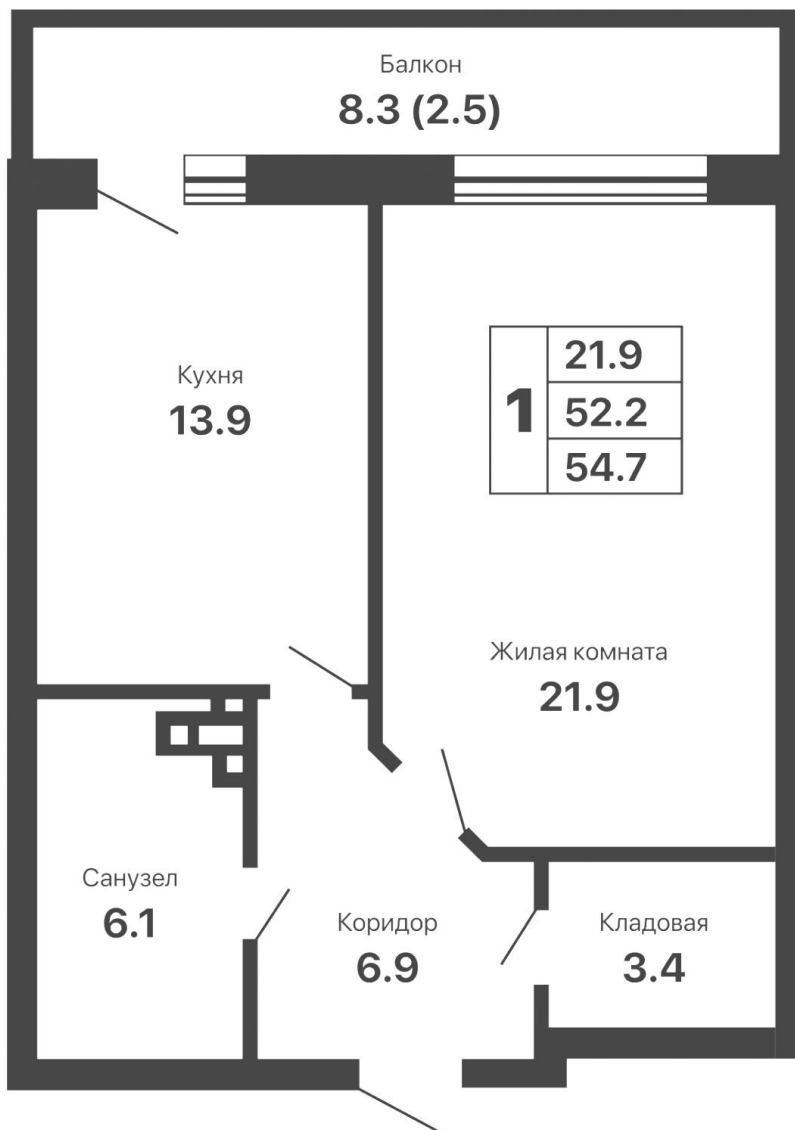 Балкон
8.3 (2.5)
Кухня
13.9
1
21.9
52.2
54.7
Жилая комната
21.9
Санузел
6.1
Коридор
6.9
Кладовая
3.4